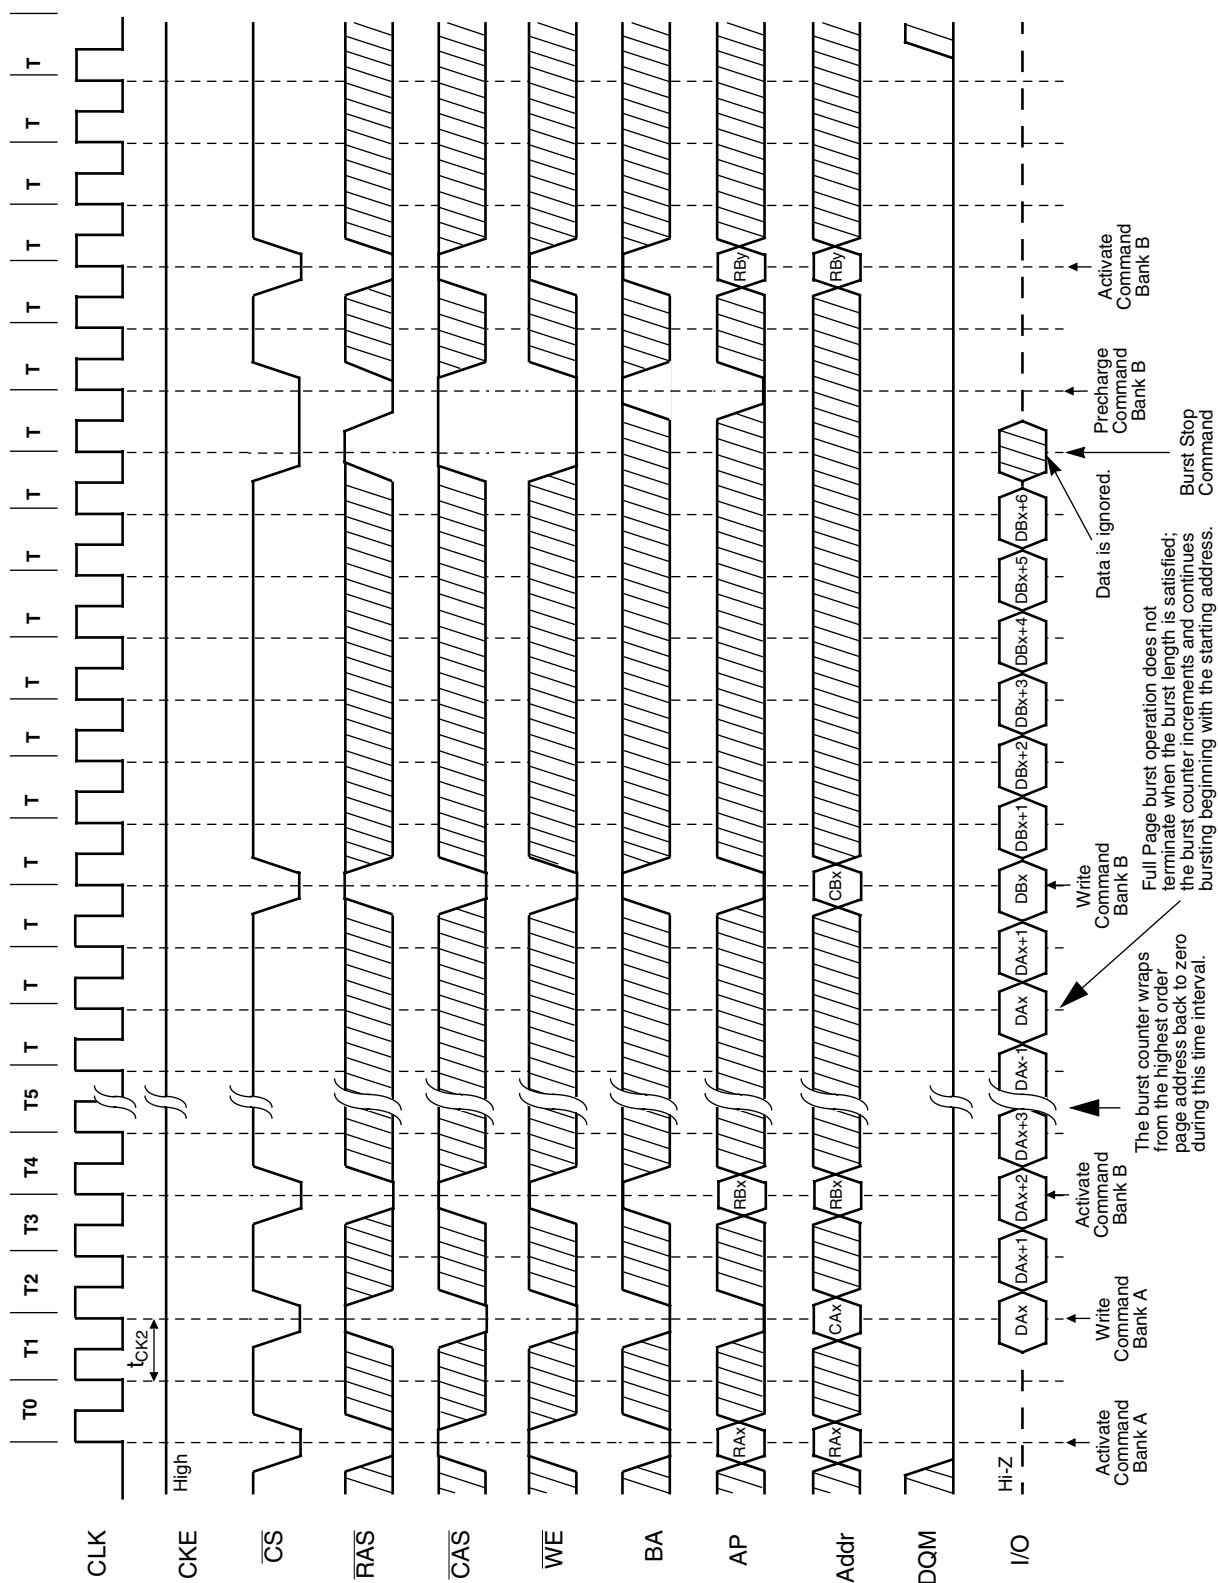 T0 T1 T2 T3 T4 T5 T T T T T T T T T T T T T T T T T
CLK
tCK2
CKE
High
CS
RAS
CAS
WE
BA
AP
RAx RBx RBy
Addr
RAx CAx RBx CBx RBy
DQM
I/O
Hi-Z
DAx DAx+1 DAx+2 DAx+3 DAx-1 DAx DAx+1 DBx DBx+1 DBx+2 DBx+3 DBx+4 DBx+5 DBx+6
Activate
Command
Bank A
Write
Command
Bank A
Activate
Command
Bank B
The burst counter wraps
from the highest order
page address back to zero
during this time interval.
Write
Command
Bank B
Full Page burst operation does not
terminate when the burst length is satisfied;
the burst counter increments and continues
bursting beginning with the starting address.
Data is ignored.
Burst Stop
Command
Precharge
Command
Bank B
Activate
Command
Bank B